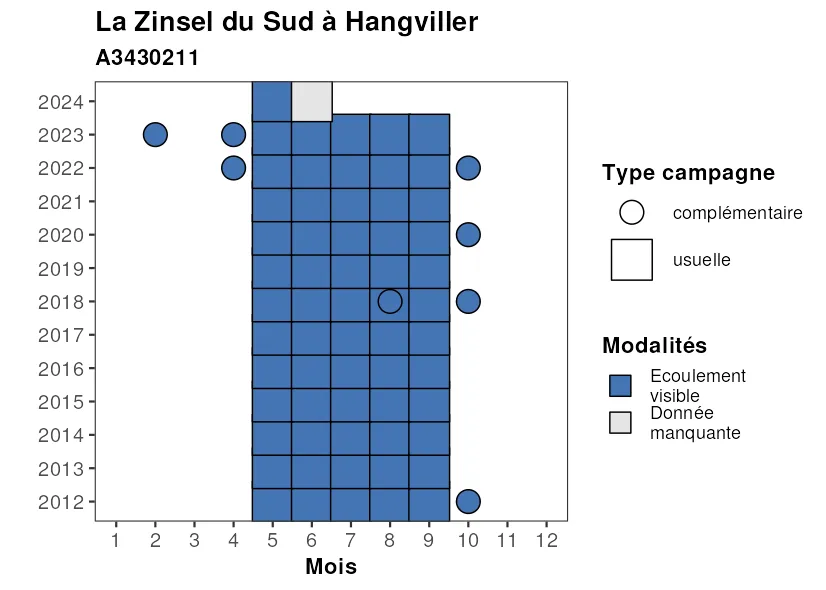 La Zinsel du Sud à Hangviller
A3430211
2024
2023
2022
2021
2020
2019
2018
2017
2016
2015
2014
2013
2012
1 2 3 4 5 6 7 8 9 10 11 12
Mois
Type campagne
complémentaire
usuelle
Modalités
Ecoulement
visible
Donnée
manquante